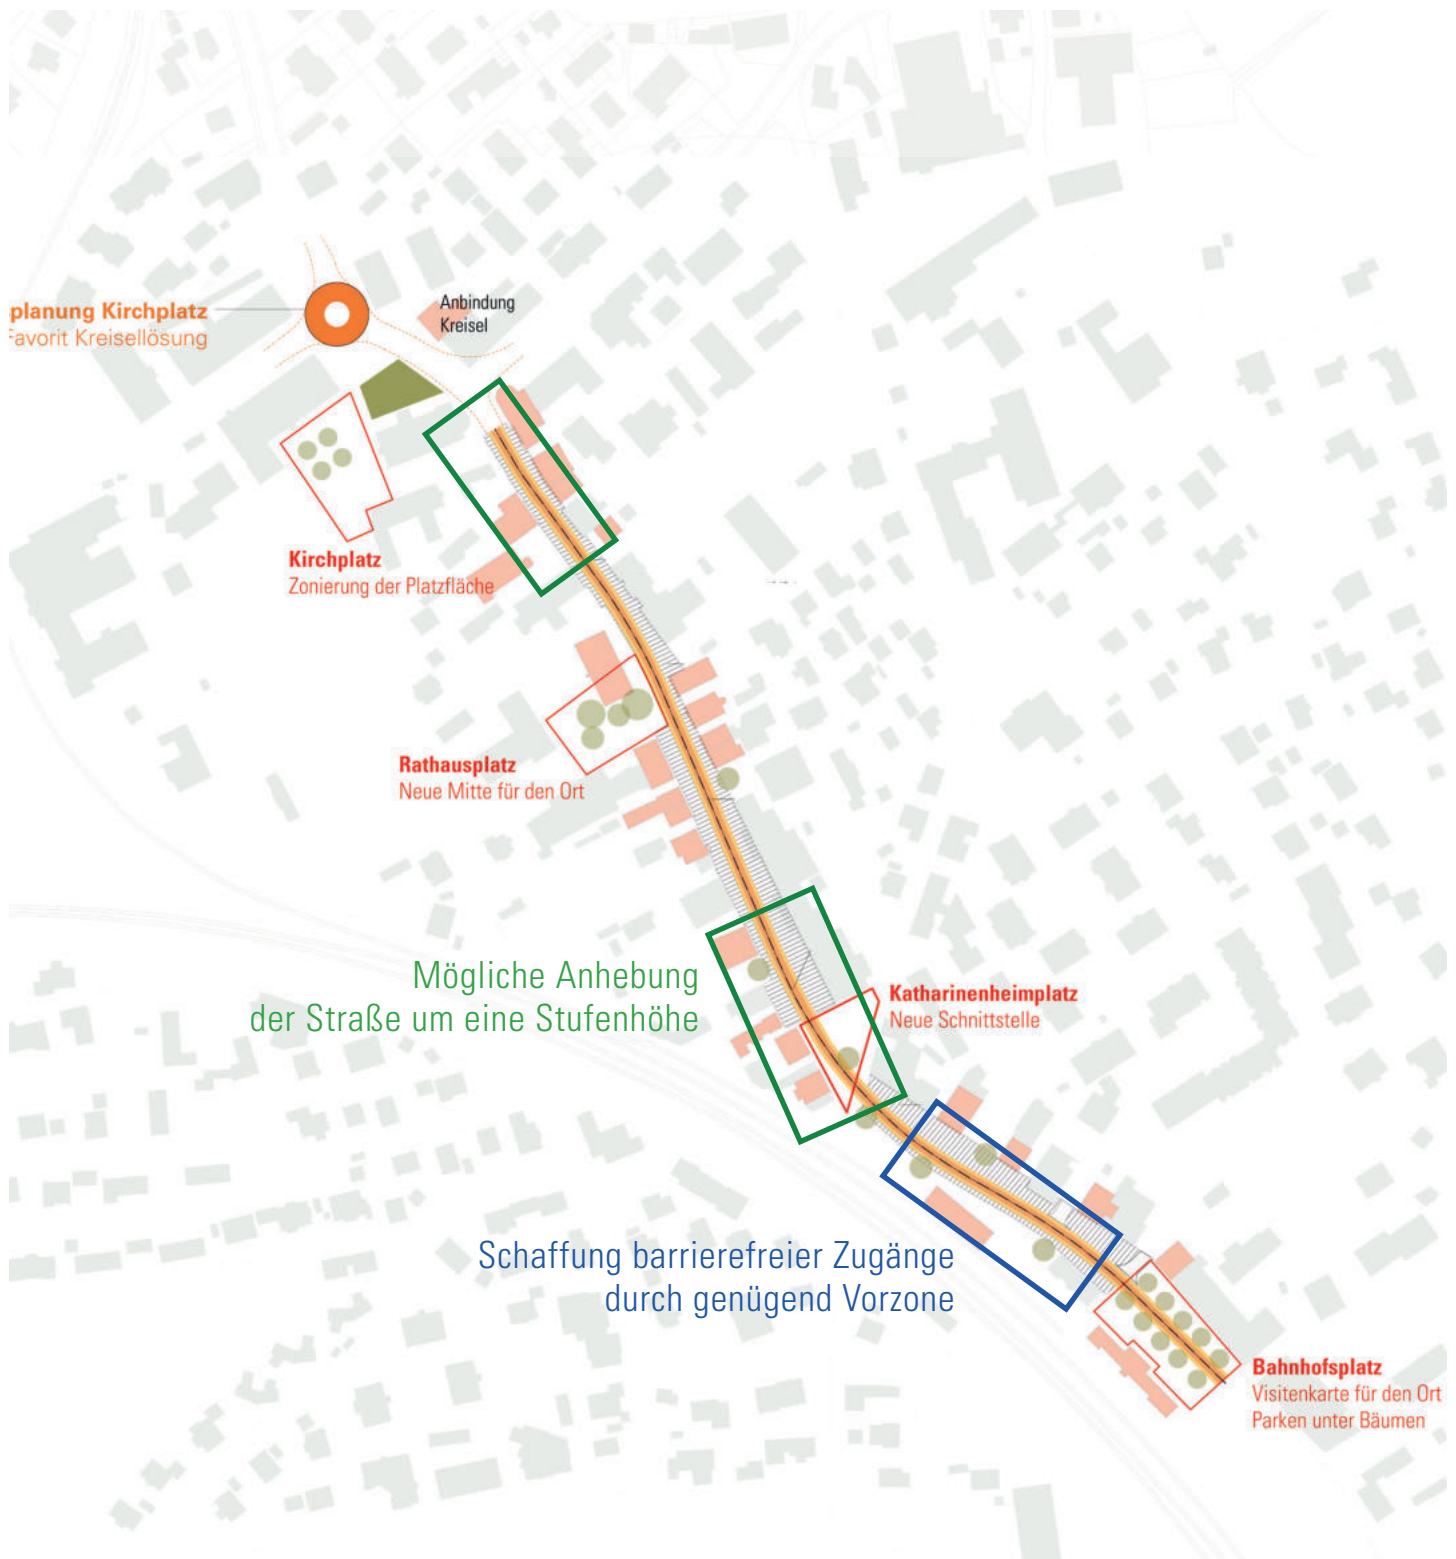 planung Kirchplatz
Favorit Kreisellösung
Anbindung
Kreisel
Kirchplatz
Zonierung der Platzfläche
Rathausplatz
Neue Mitte für den Ort
Mögliche Anhebung
der Straße um eine Stufenhöhe
Katharinenheimplatz
Neue Schnittstelle
Schaffung barrierefreier Zugänge
durch genügend Vorzone
Bahnhofsplatz
Visitenkarte für den Ort
Parken unter Bäumen